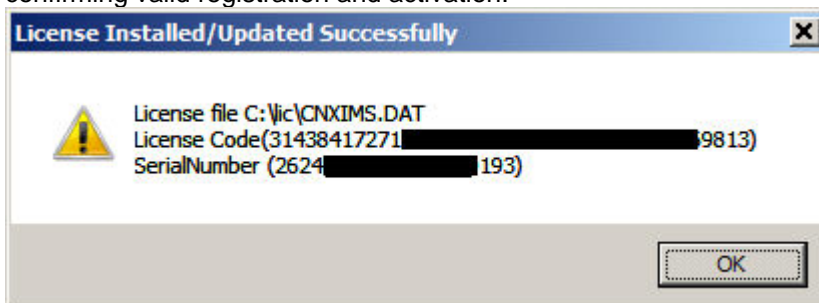 confirming valid registration and activation.
License Installed/Updated Successfully
License file C:\lic\CNXIMS.DAT
License Code(31438417271 9813)
SerialNumber (2624 193)
OK